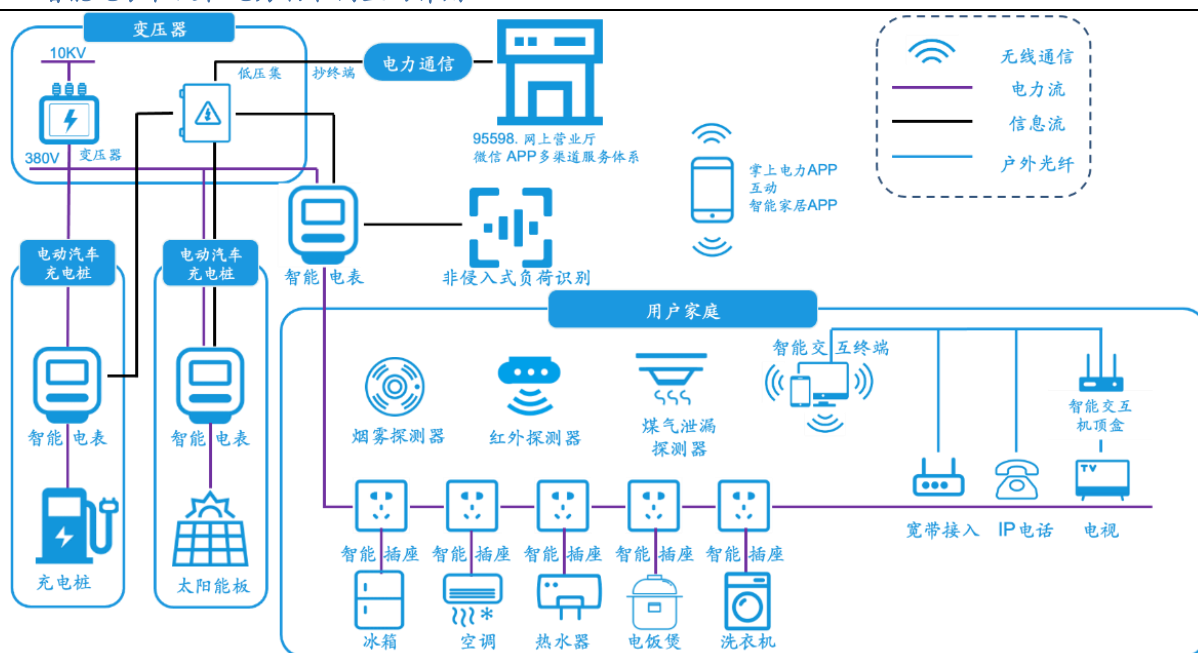 变压器
10KV
低压集
抄终端
电力通信
95598. 网上营业厅
微信 APP多渠道服务体系
380V
变压器
无线通信
电力流
信息流
户外光纤
掌上电力APP
互动
智能家居APP
电动汽车
充电桩
电动汽车
充电桩
智能电表
非侵入式负荷识别
用户家庭
智能电表
智能电表
充电桩
太阳能板
烟雾探测器
红外探测器
煤气泄漏
探测器
智能交互终端
智能交互
机顶盒
TV
宽带接入
IP电话
电视
智能插座
智能插座
智能插座
智能插座
智能插座
冰箱
空调
热水器
电饭煲
洗衣机